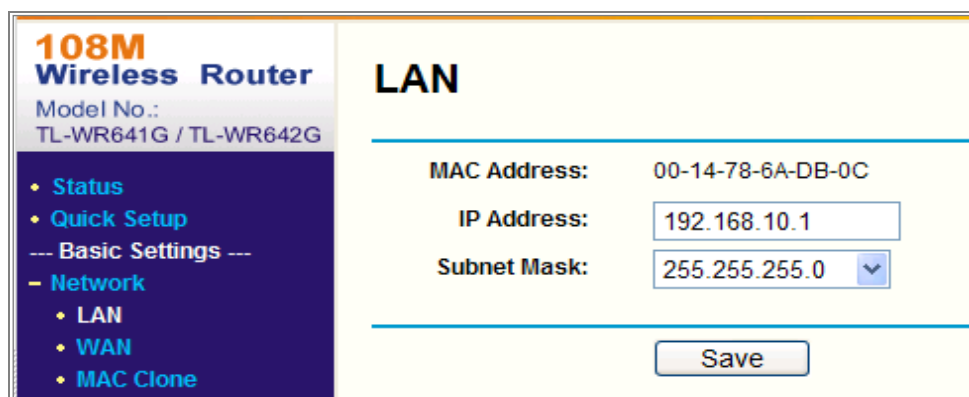 108M
Wireless Router
Model No.:
TL-WR641G / TL-WR642G
• Status
• Quick Setup
--- Basic Settings ---
– Network
• LAN
• WAN
• MAC Clone
LAN
MAC Address: 00-14-78-6A-DB-0C
IP Address: 192.168.10.1
Subnet Mask: 255.255.255.0
Save